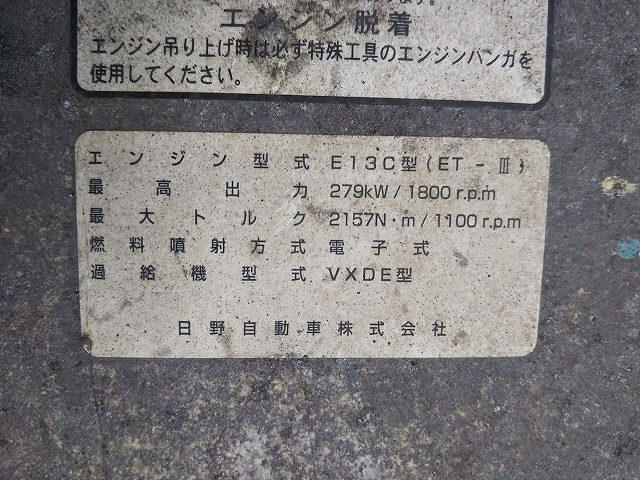 ります。
エンジン脱着
エンジン吊り上げ時は必ず特殊工具のエンジンハンガを
使用してください。
エンジン型式 E13C型(ET-Ⅲ)
最高出力 279kW/1800r.p.m
最大トルク 2157N・m/1100r.p.m
燃料噴射方式 電子式
過給機型式 VXDE型
日野自動車株式会社